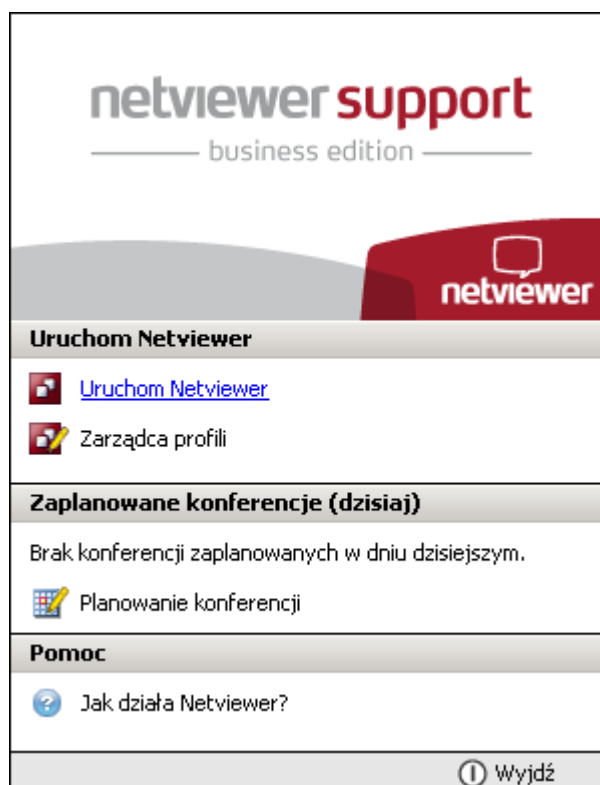 netviewer support
business edition
netviewer
Uruchom Netviewer
Uruchom Netviewer
Zarządca profili
Zaplanowane konferencje (dzisiaj)
Brak konferencji zaplanowanych w dniu dzisiejszym.
Planowanie konferencji
Pomoc
Jak działa Netviewer?
Wyjdź